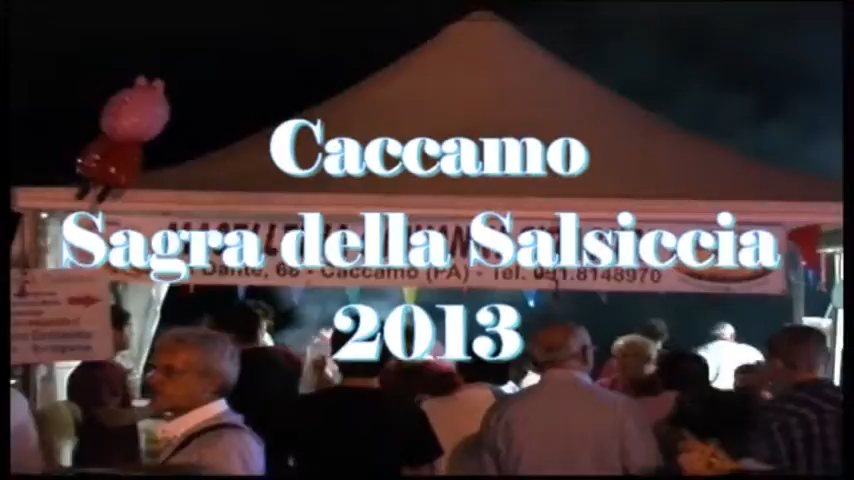 Caccamo
Sagra della Salsiccia
2013
Dante, 68 - Caccamo (PA) - Tel. 091.8148970